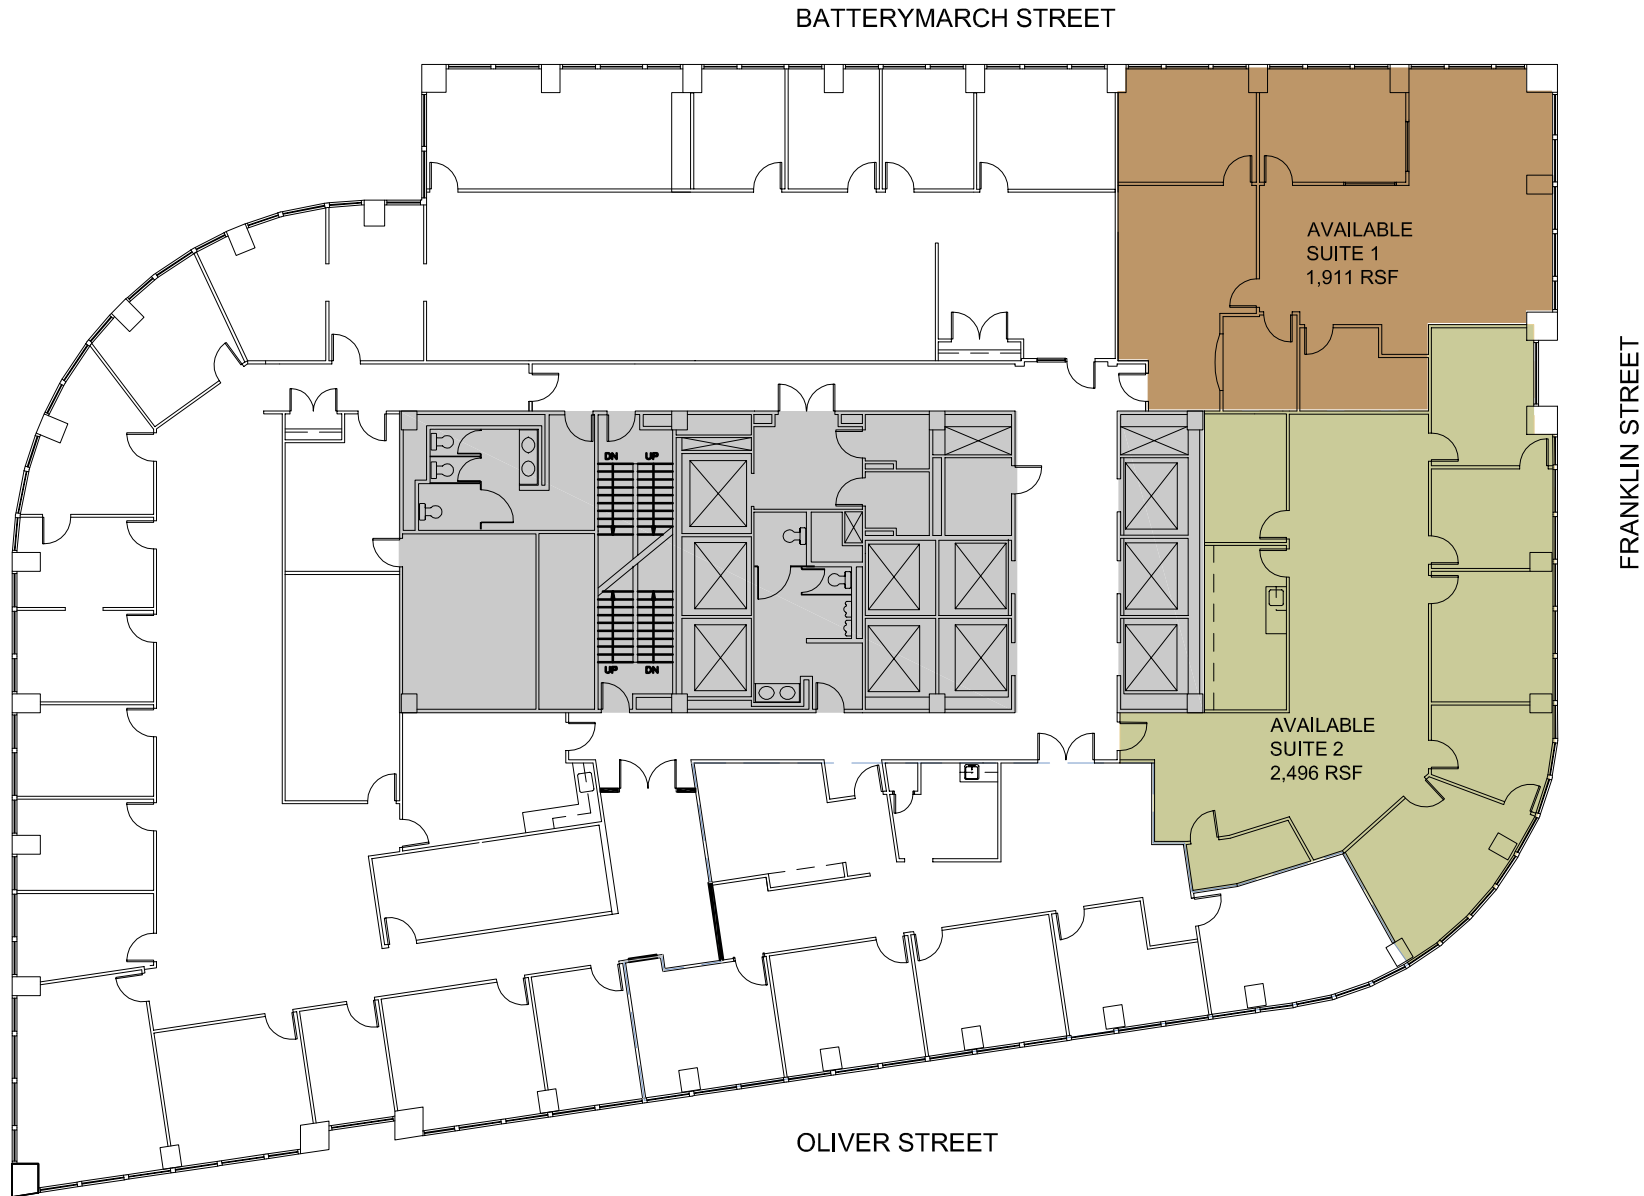 BATTERYMARCH STREET
AVAILABLE
SUITE 1
1,911 RSF
FRANKLIN STREET
DN UP
UP DN
AVAILABLE
SUITE 2
2,496 RSF
OLIVER STREET